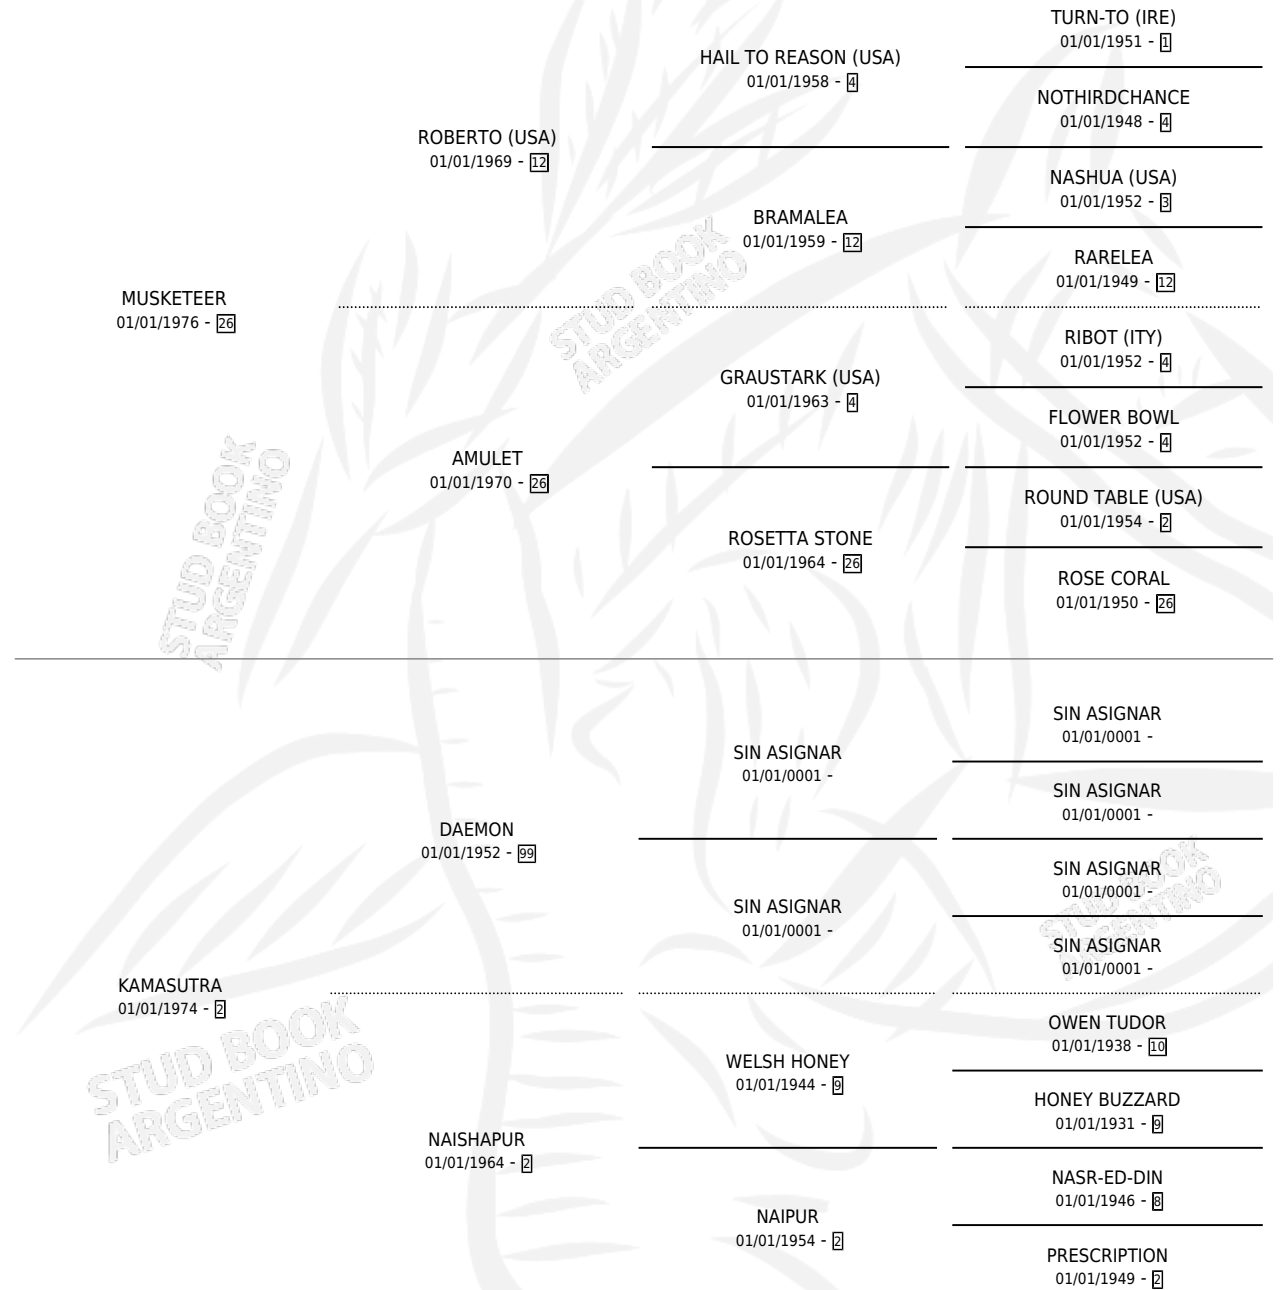 TURN-TO (IRE)
01/01/1951 - 1
HAIL TO REASON (USA)
01/01/1958 - 4
NOTHIRDCHANCE
01/01/1948 - 4
ROBERTO (USA)
01/01/1969 - 12
NASHUA (USA)
01/01/1952 - 3
BRAMALEA
01/01/1959 - 12
RARELEA
01/01/1949 - 12
MUSKETEER
01/01/1976 - 26
RIBOT (ITY)
01/01/1952 - 4
GRAUSTARK (USA)
01/01/1963 - 4
FLOWER BOWL
01/01/1952 - 4
AMULET
01/01/1970 - 26
ROUND TABLE (USA)
01/01/1954 - 2
ROSETTA STONE
01/01/1964 - 26
ROSE CORAL
01/01/1950 - 26
SIN ASIGNAR
01/01/0001 -
SIN ASIGNAR
01/01/0001 -
SIN ASIGNAR
01/01/0001 -
DAEMON
01/01/1952 - 99
SIN ASIGNAR
01/01/0001 -
SIN ASIGNAR
01/01/0001 -
SIN ASIGNAR
01/01/0001 -
KAMASUTRA
01/01/1974 - 2
OWEN TUDOR
01/01/1938 - 10
WELSH HONEY
01/01/1944 - 9
HONEY BUZZARD
01/01/1931 - 9
NAISHAPUR
01/01/1964 - 2
NASR-ED-DIN
01/01/1946 - 8
NAIPUR
01/01/1954 - 2
PRESCRIPTION
01/01/1949 - 2
STUD BOOK
ARGENTINO
STUD BOOK
ARGENTINO
STUD BOOK
ARGENTINO
STUD BOOK
ARGENTINO